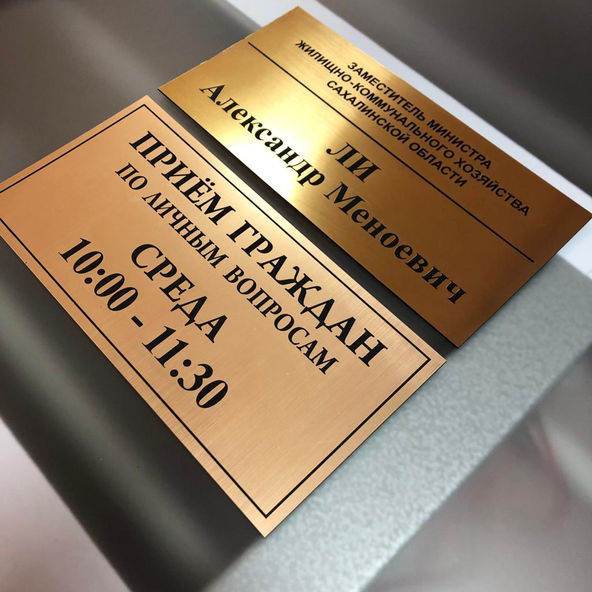 ЗАМЕСТИТЕЛЬ МИНИСТРА
ЖИЛИЩНО-КОММУНАЛЬНОГО ХОЗЯЙСТВА
САХАЛИНСКОЙ ОБЛАСТИ
ЛИ
Александр Меноевич
ПРИЁМ ГРАЖДАН
ПО ЛИЧНЫМ ВОПРОСАМ
СРЕДА
10:00 - 11:30